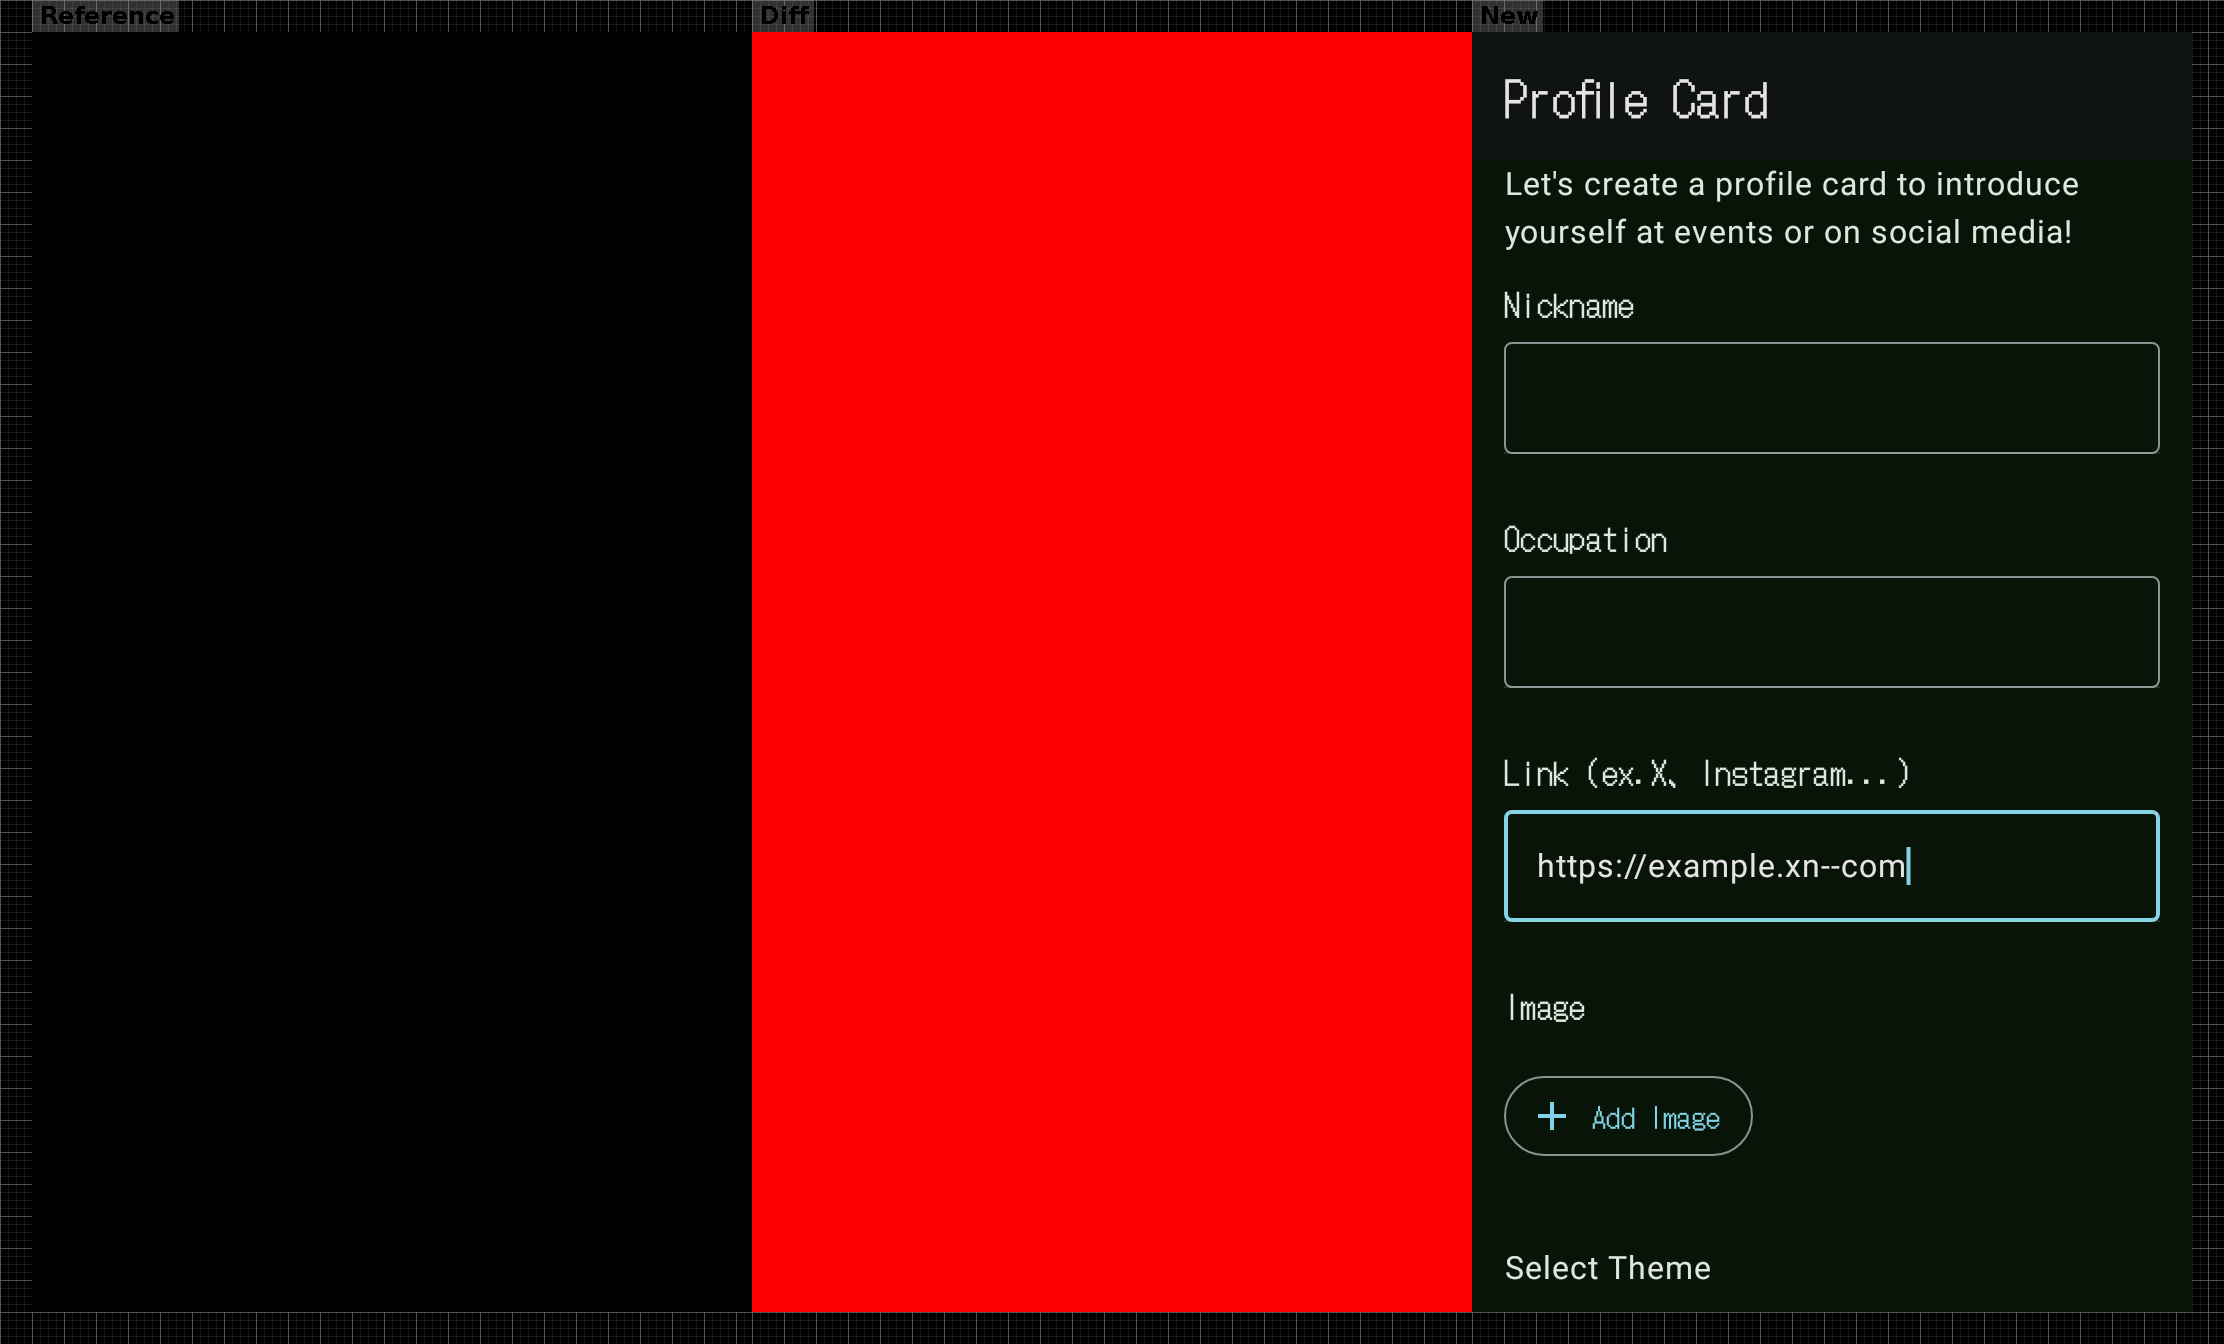 Reference
Diff
New
Profile Card
Let's create a profile card to introduce
yourself at events or on social media!
Nickname
Occupation
Link (ex.X、Instagram...)
https://example.xn--com
Image
Add Image
Select Theme